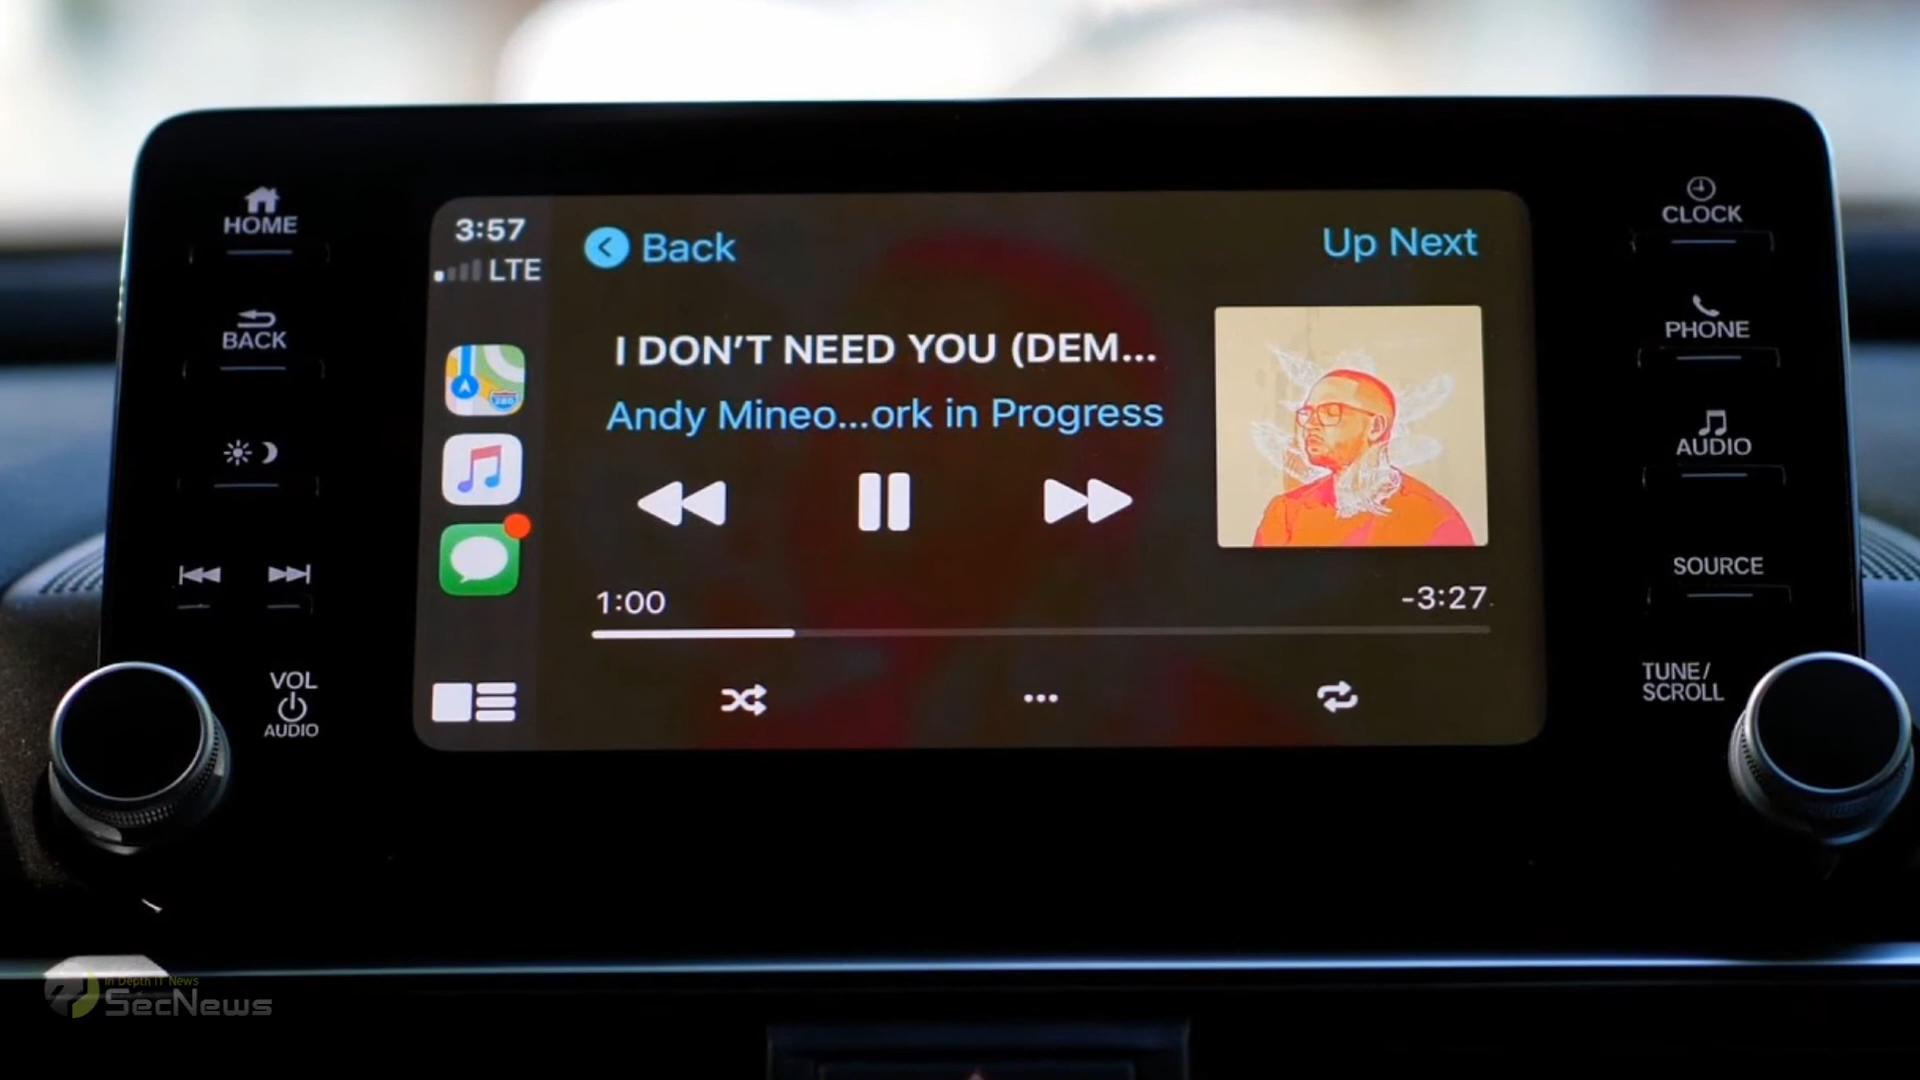 HOME
BACK
VOL
AUDIO
3:57
LTE
Back
Up Next
I DON'T NEED YOU (DEM...
Andy Mineo...ork in Progress
1:00
-3:27
CLOCK
PHONE
AUDIO
SOURCE
TUNE/
SCROLL
In Depth IT News
SecNews